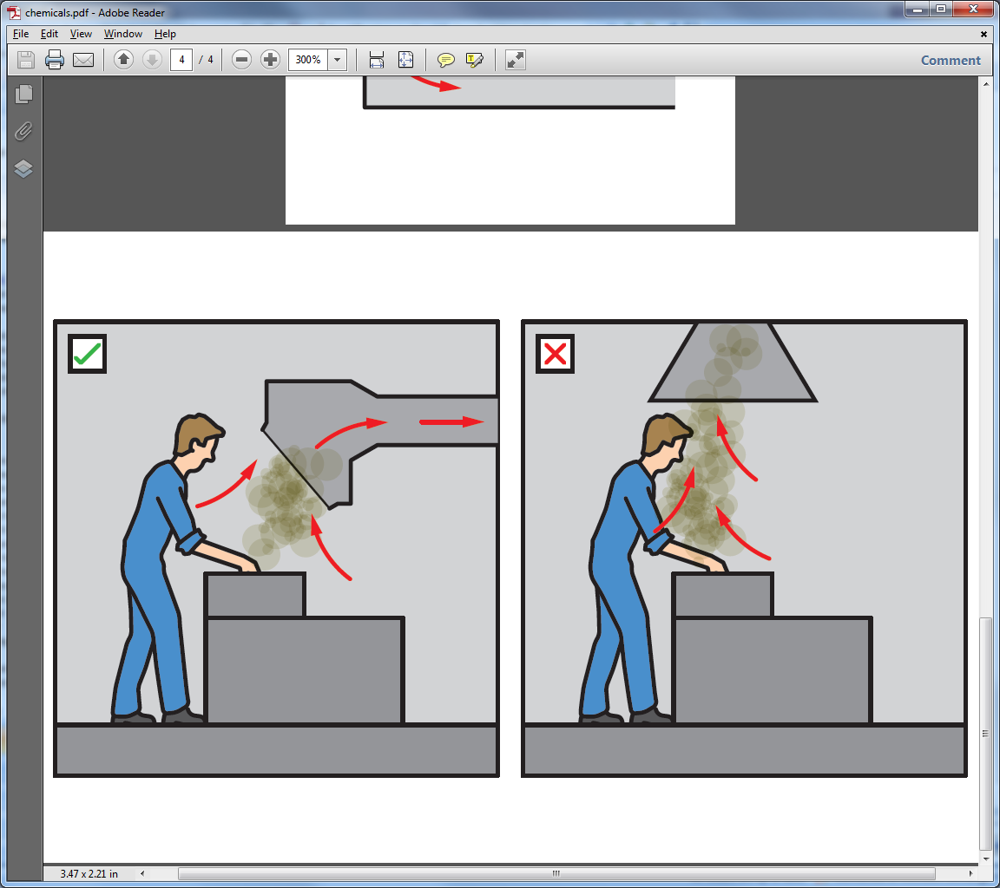 chemicals.pdf - Adobe Reader
File Edit View Window Help
4 / 4 300% Comment
3.47 x 2.21 in